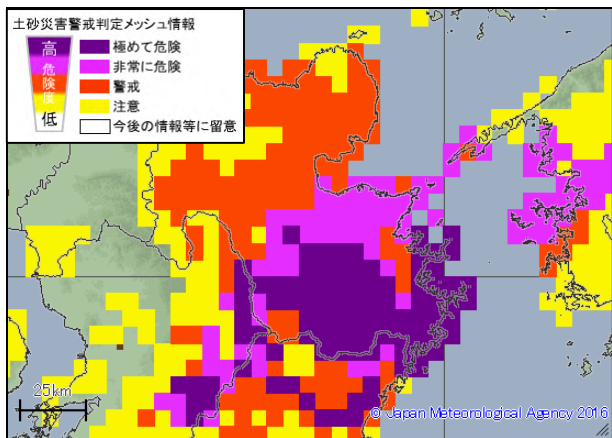 土砂災害警戒判定メッシュ情報
高
危険度
低
極めて危険
非常に危険
警戒
注意
今後の情報等に留意
25km
© Japan Meteorological Agency 2016